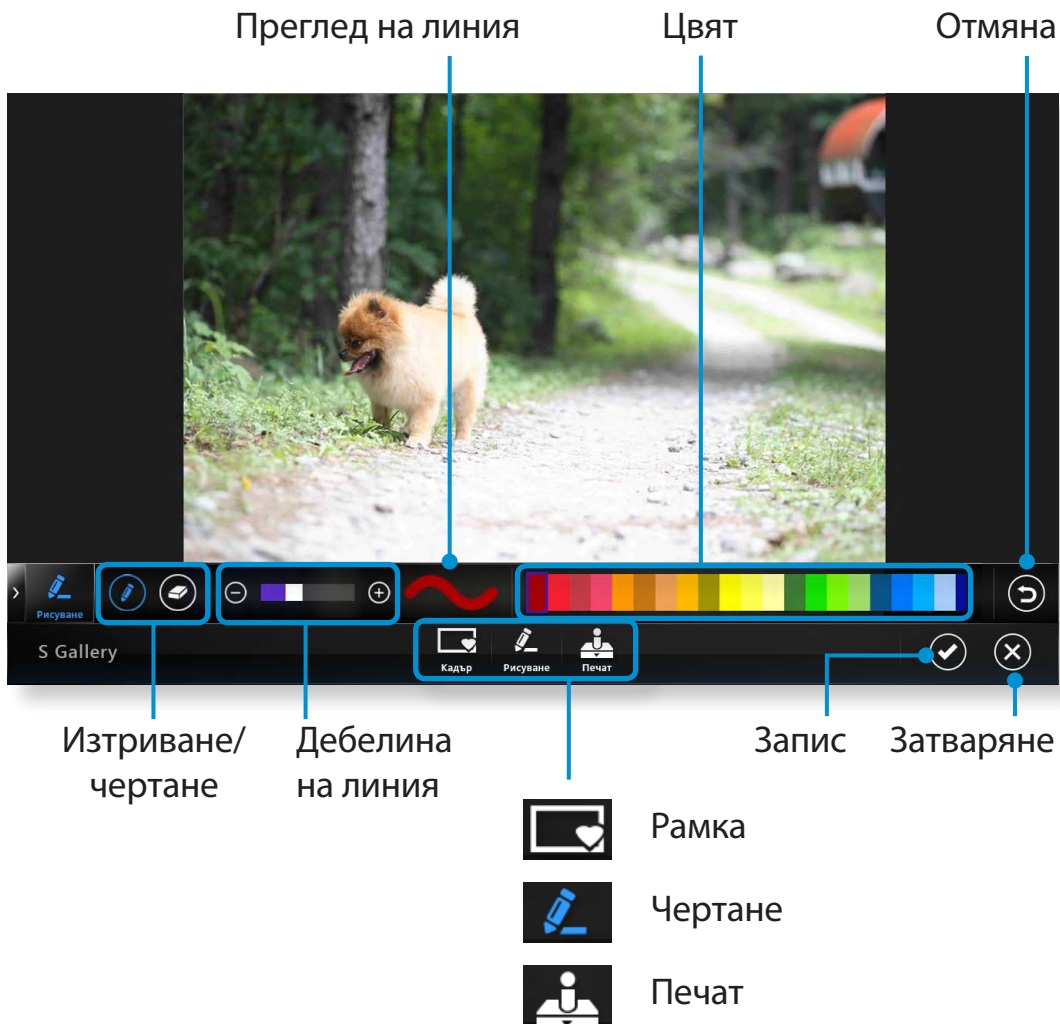 Преглед на линия
Цвят
Отмяна
Рисуване
S Gallery
Кадър
Рисуване
Печат
Изтриване/
чертане
Дебелина
на линия
Запис
Затваряне
Рамка
Чертане
Печат